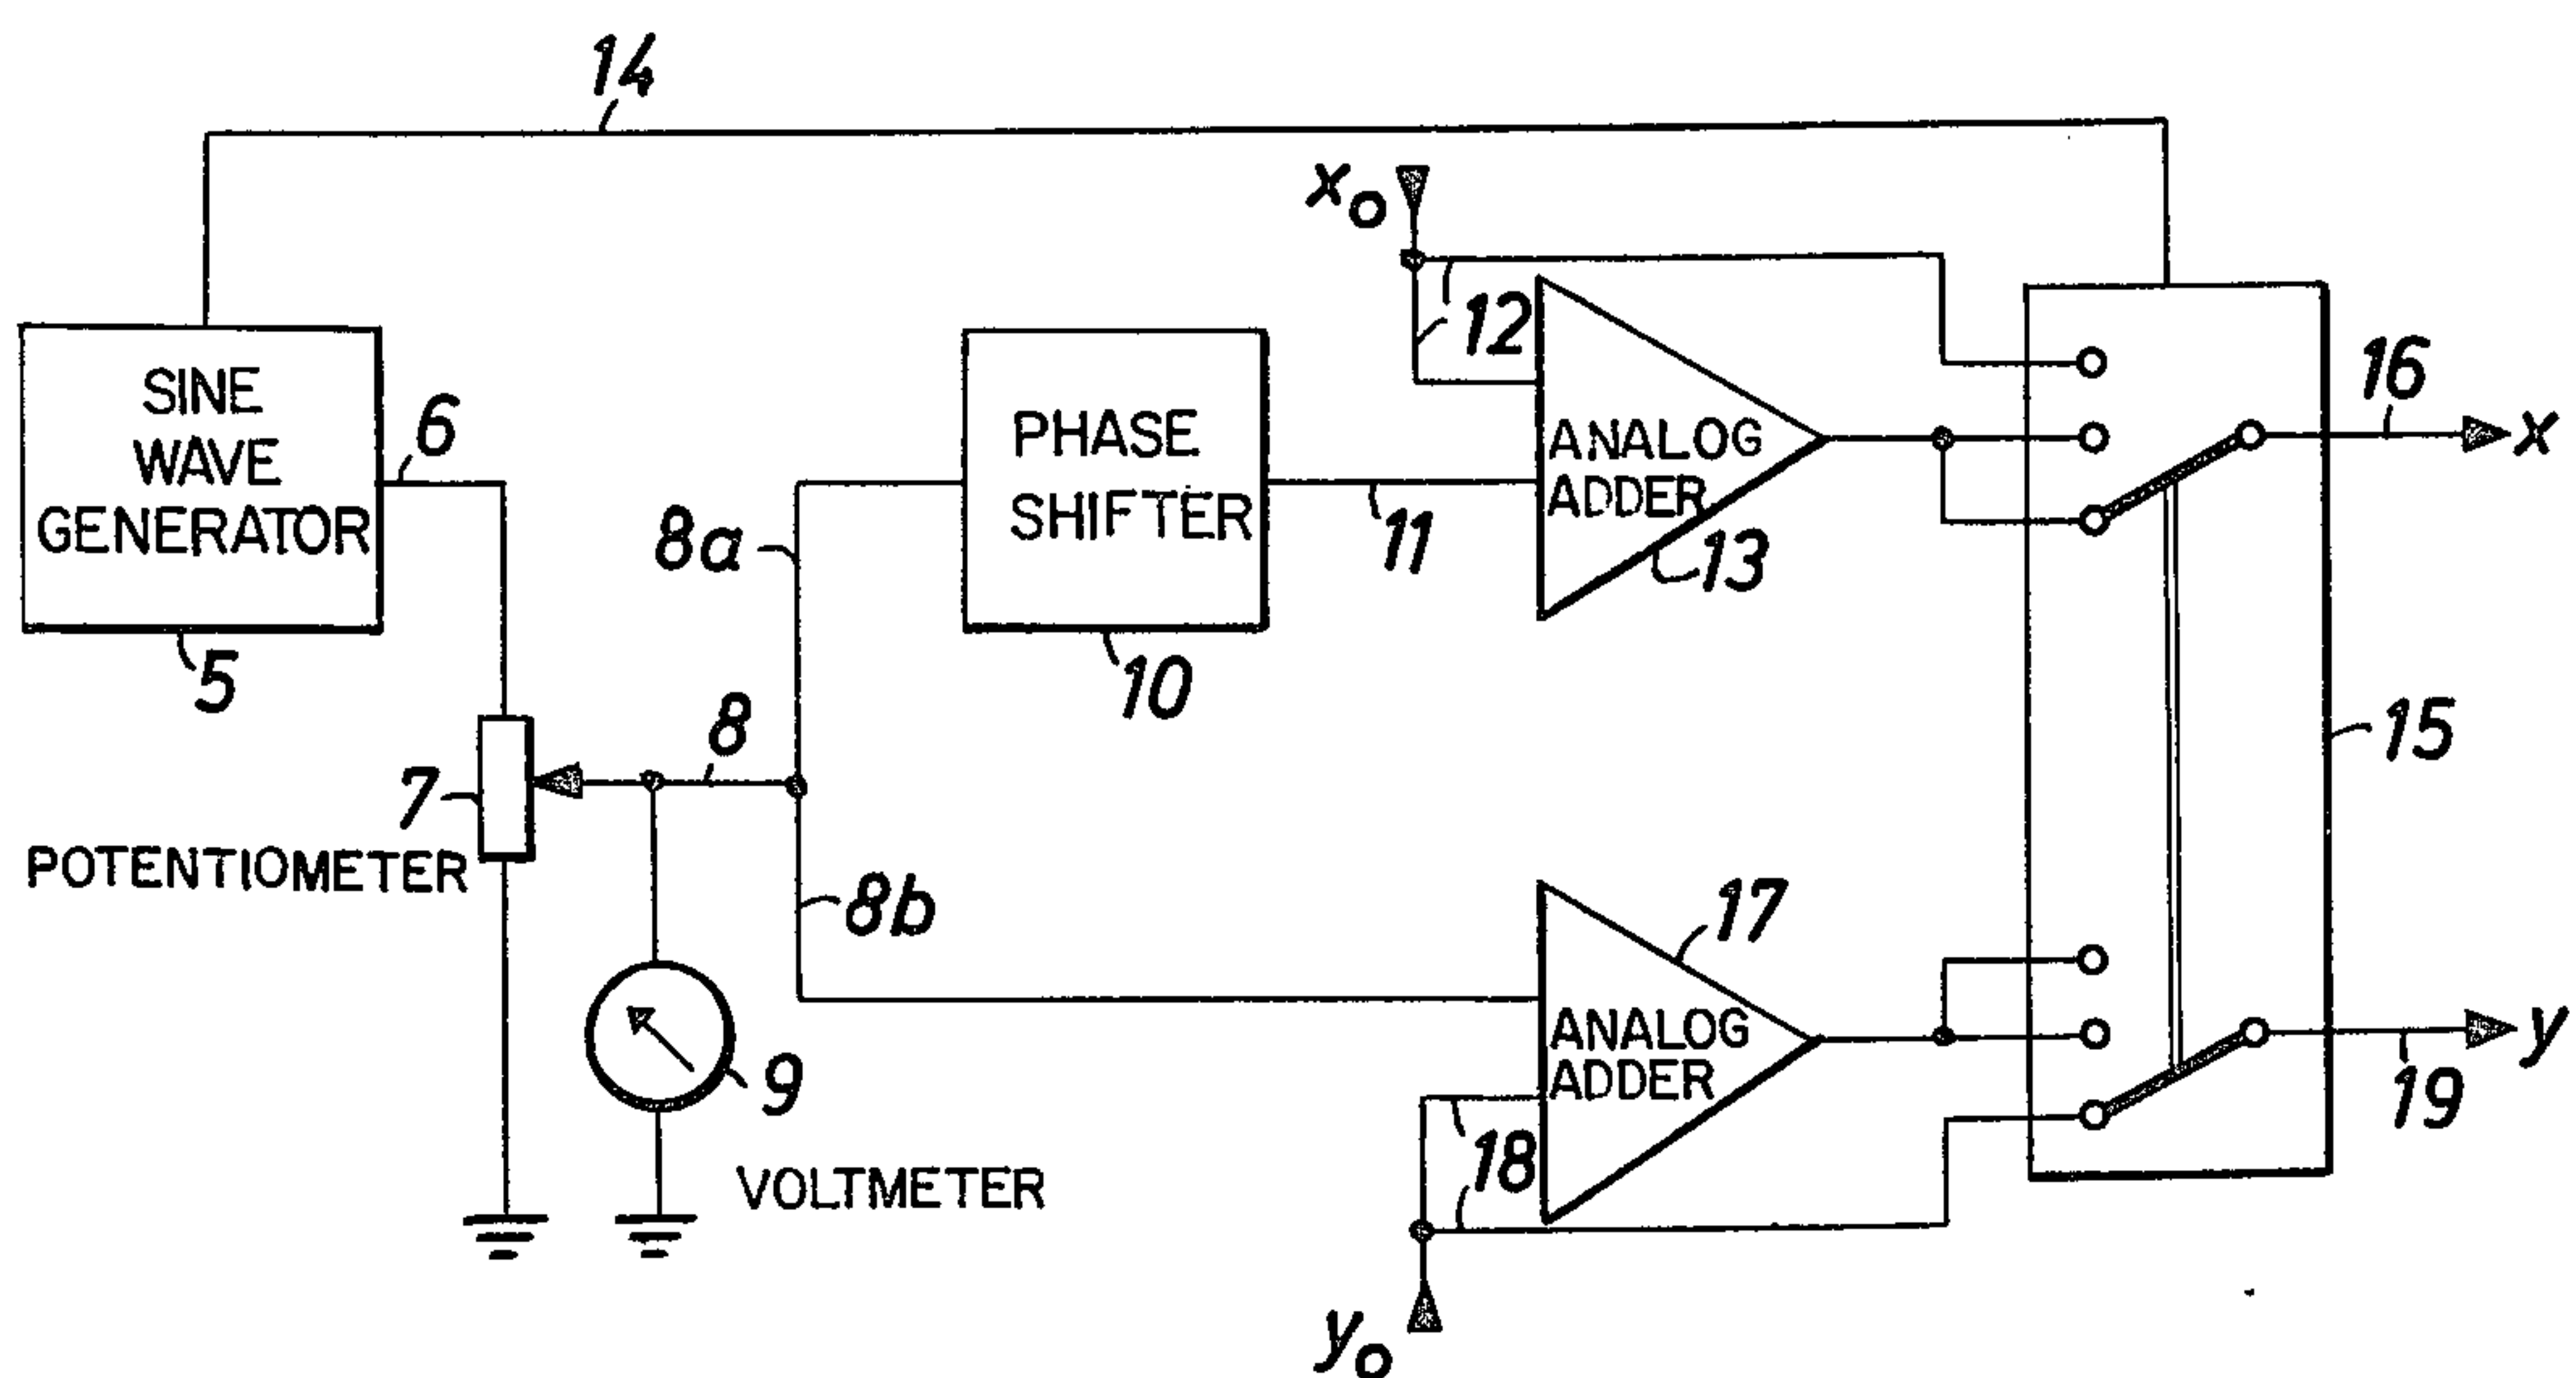 14
x₀
12
SINE
WAVE
GENERATOR
5
6
PHASE
SHIFTER
10
8a
11
ANALOG
ADDER
13
16
x
7
POTENTIOMETER
8
15
8b
9
VOLTMETER
17
ANALOG
ADDER
18
19
y
y₀